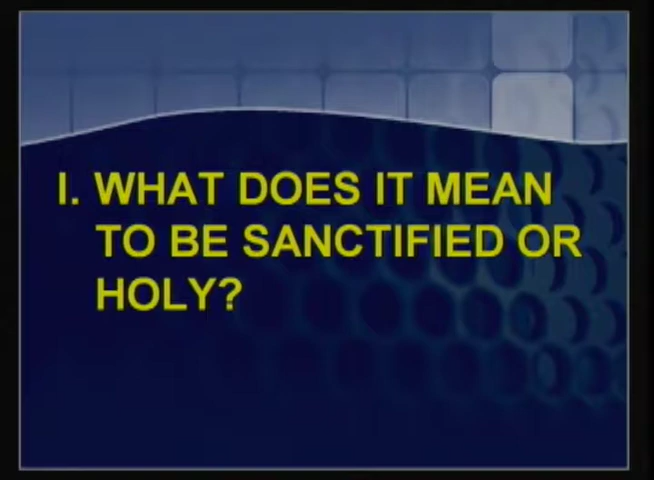 I. WHAT DOES IT MEAN
TO BE SANCTIFIED OR
HOLY?